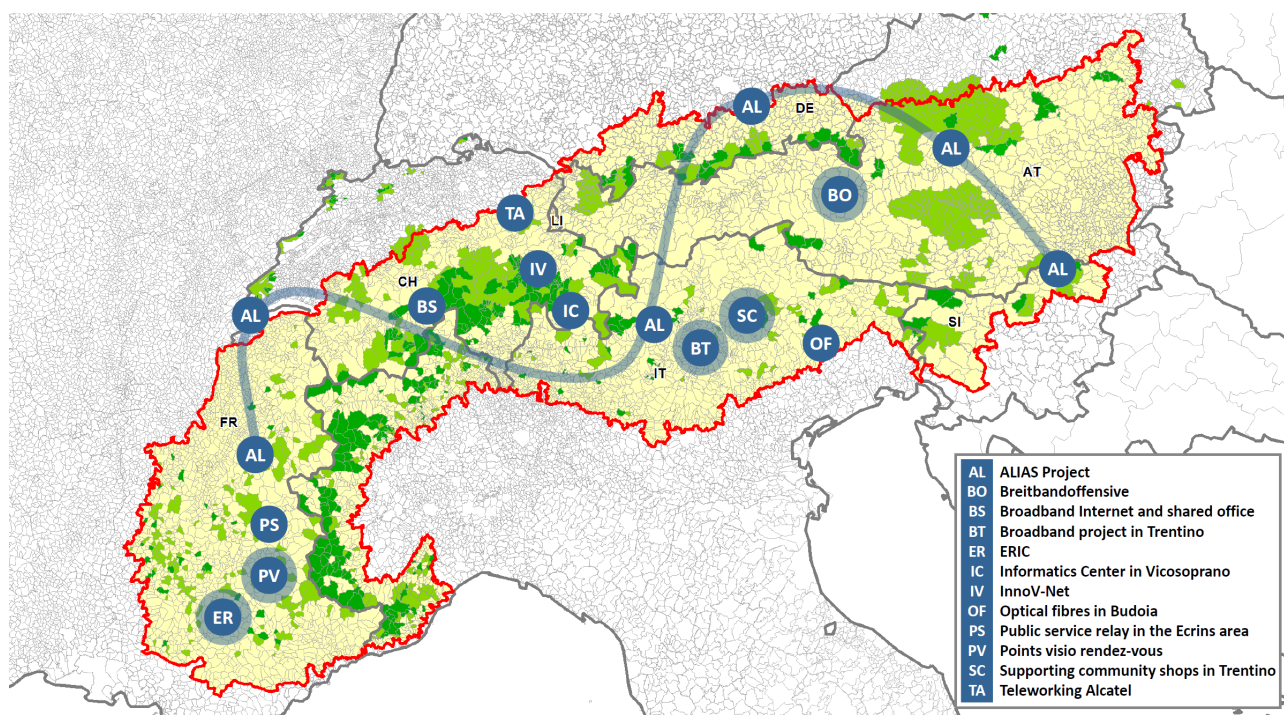 AL
DE
AL
BO
AT
TA
LI
IV
AL
CH
BS
IC
AL
AL
SC
BT
OF
SI
IT
FR
AL
PS
PV
ER
AL ALIAS Project
BO Breitbandoffensive
BS Broadband Internet and shared office
BT Broadband project in Trentino
ER ERIC
IC Informatics Center in Vicosoprano
IV InnoV-Net
OF Optical fibres in Budoia
PS Public service relay in the Ecrins area
PV Points visio rendez-vous
SC Supporting community shops in Trentino
TA Teleworking Alcatel